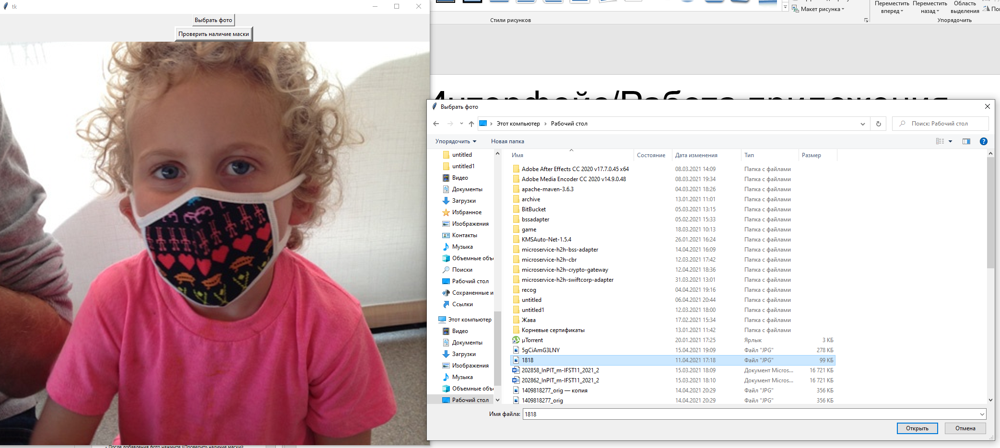 tk
Выбрать фото
Проверить наличие маски
Макет рисунка
Стили рисунков
Переместить вперед
Переместить назад
Область выделения
Упорядочить
Интерфейс/Работа приложения
Выбрать фото
Этот компьютер › Рабочий стол
Поиск: Рабочий стол
Упорядочить
Новая папка
Имя Состояние Дата изменения Тип Размер
untitled
untitled1
Видео
Документы
Загрузки
Избранное
Изображения
Контакты
Музыка
Объемные объ
Поиски
Рабочий стол
Сохраненные и
Ссылки
Этот компьютер
Видео
Документы
Загрузки
Изображения
Музыка
Объемные объ
Рабочий стол
Adobe After Effects CC 2020 v17.7.0.45 x64 08.03.2021 14:09 Папка с файлами
Adobe Media Encoder CC 2020 v14.9.0.48 08.03.2021 19:34 Папка с файлами
apache-maven-3.6.3 04.03.2021 18:26 Папка с файлами
archive 13.01.2021 11:01 Папка с файлами
BitBucket 05.03.2021 13:15 Папка с файлами
bssadapter 05.02.2021 15:33 Папка с файлами
game 18.03.2021 10:13 Папка с файлами
KMSAuto-Net-1.5.4 26.01.2021 16:24 Папка с файлами
microservice-h2h-bss-adapter 14.04.2021 16:09 Папка с файлами
microservice-h2h-cbr 12.03.2021 17:42 Папка с файлами
microservice-h2h-crypto-gateway 12.04.2021 18:36 Папка с файлами
microservice-h2h-swiftcorp-adapter 31.03.2021 13:01 Папка с файлами
recog 04.04.2021 19:16 Папка с файлами
untitled 06.04.2021 20:44 Папка с файлами
untitled1 12.03.2021 18:00 Папка с файлами
Жава 17.02.2021 15:34 Папка с файлами
Корневые сертификаты 13.01.2021 11:42 Папка с файлами
µTorrent 20.01.2021 17:25 Ярлык 3 КБ
5gCiAmG3LNY 15.04.2021 19:09 Файл "JPG" 278 КБ
1818 11.04.2021 17:18 Файл "JPG" 99 КБ
202858_InPIT_m-IFST11_2021_2 15.03.2021 18:09 Документ Micros... 16 721 КБ
202862_InPIT_m-IFST11_2021_2 15.03.2021 18:10 Документ Micros... 16 721 КБ
1409818277_orig — копия 14.04.2021 20:29 Файл "JPG" 356 КБ
1409818277_orig 14.04.2021 20:29 Файл "JPG" 356 КБ
Имя файла: 1818
Открыть Отмена
- После добавления фото нажмите «Проверить наличие маски»